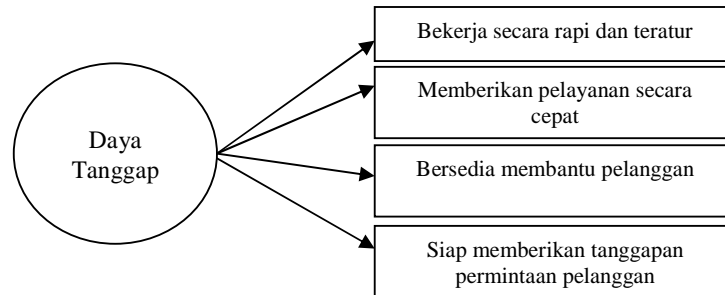 Daya
Tanggap
Bekerja secara rapi dan teratur
Memberikan pelayanan secara
cepat
Bersedia membantu pelanggan
Siap memberikan tanggapan
permintaan pelanggan